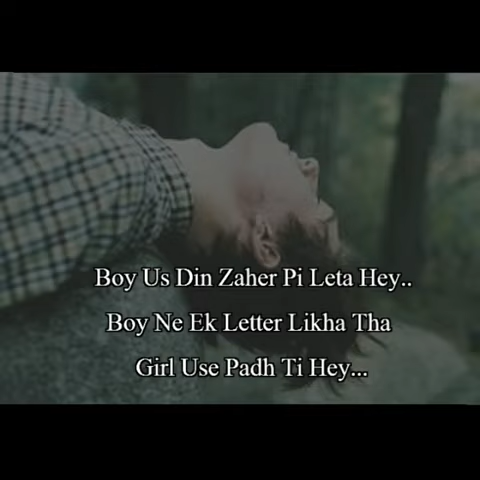 Boy Us Din Zaher Pi Leta Hey..
Boy Ne Ek Letter Likha Tha
Girl Use Padh Ti Hey...